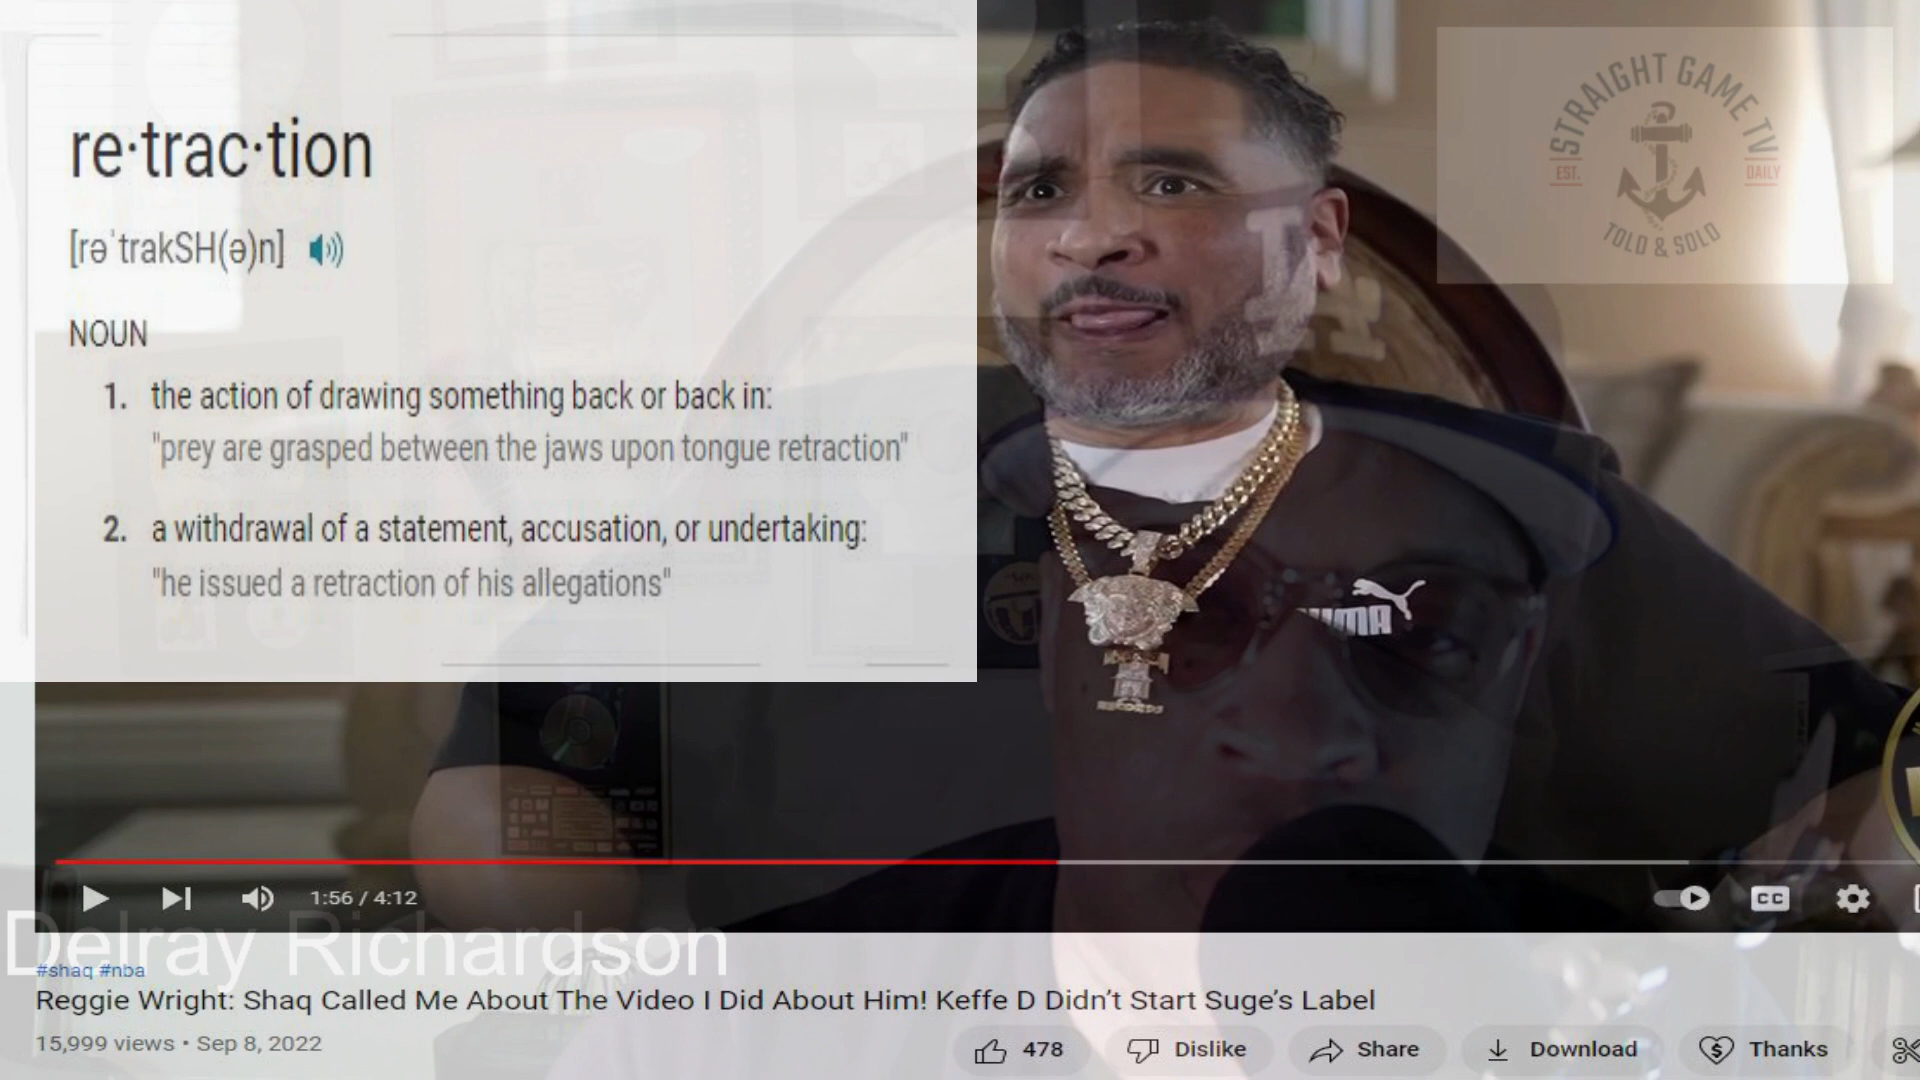 re·trac·tion
[rəˈtrakSH(ə)n]
NOUN
1. the action of drawing something back or back in:
"prey are grasped between the jaws upon tongue retraction"
2. a withdrawal of a statement, accusation, or undertaking:
"he issued a retraction of his allegations"
STRAIGHT GAME TV
EST. DAILY
TOLD & SOLD
PUMA
RECORDS
1:56 / 4:12
CC
Delray Richardson
#shaq #nba
Reggie Wright: Shaq Called Me About The Video I Did About Him! Keffe D Didn’t Start Suge’s Label
15,999 views • Sep 8, 2022
478 Dislike Share Download Thanks